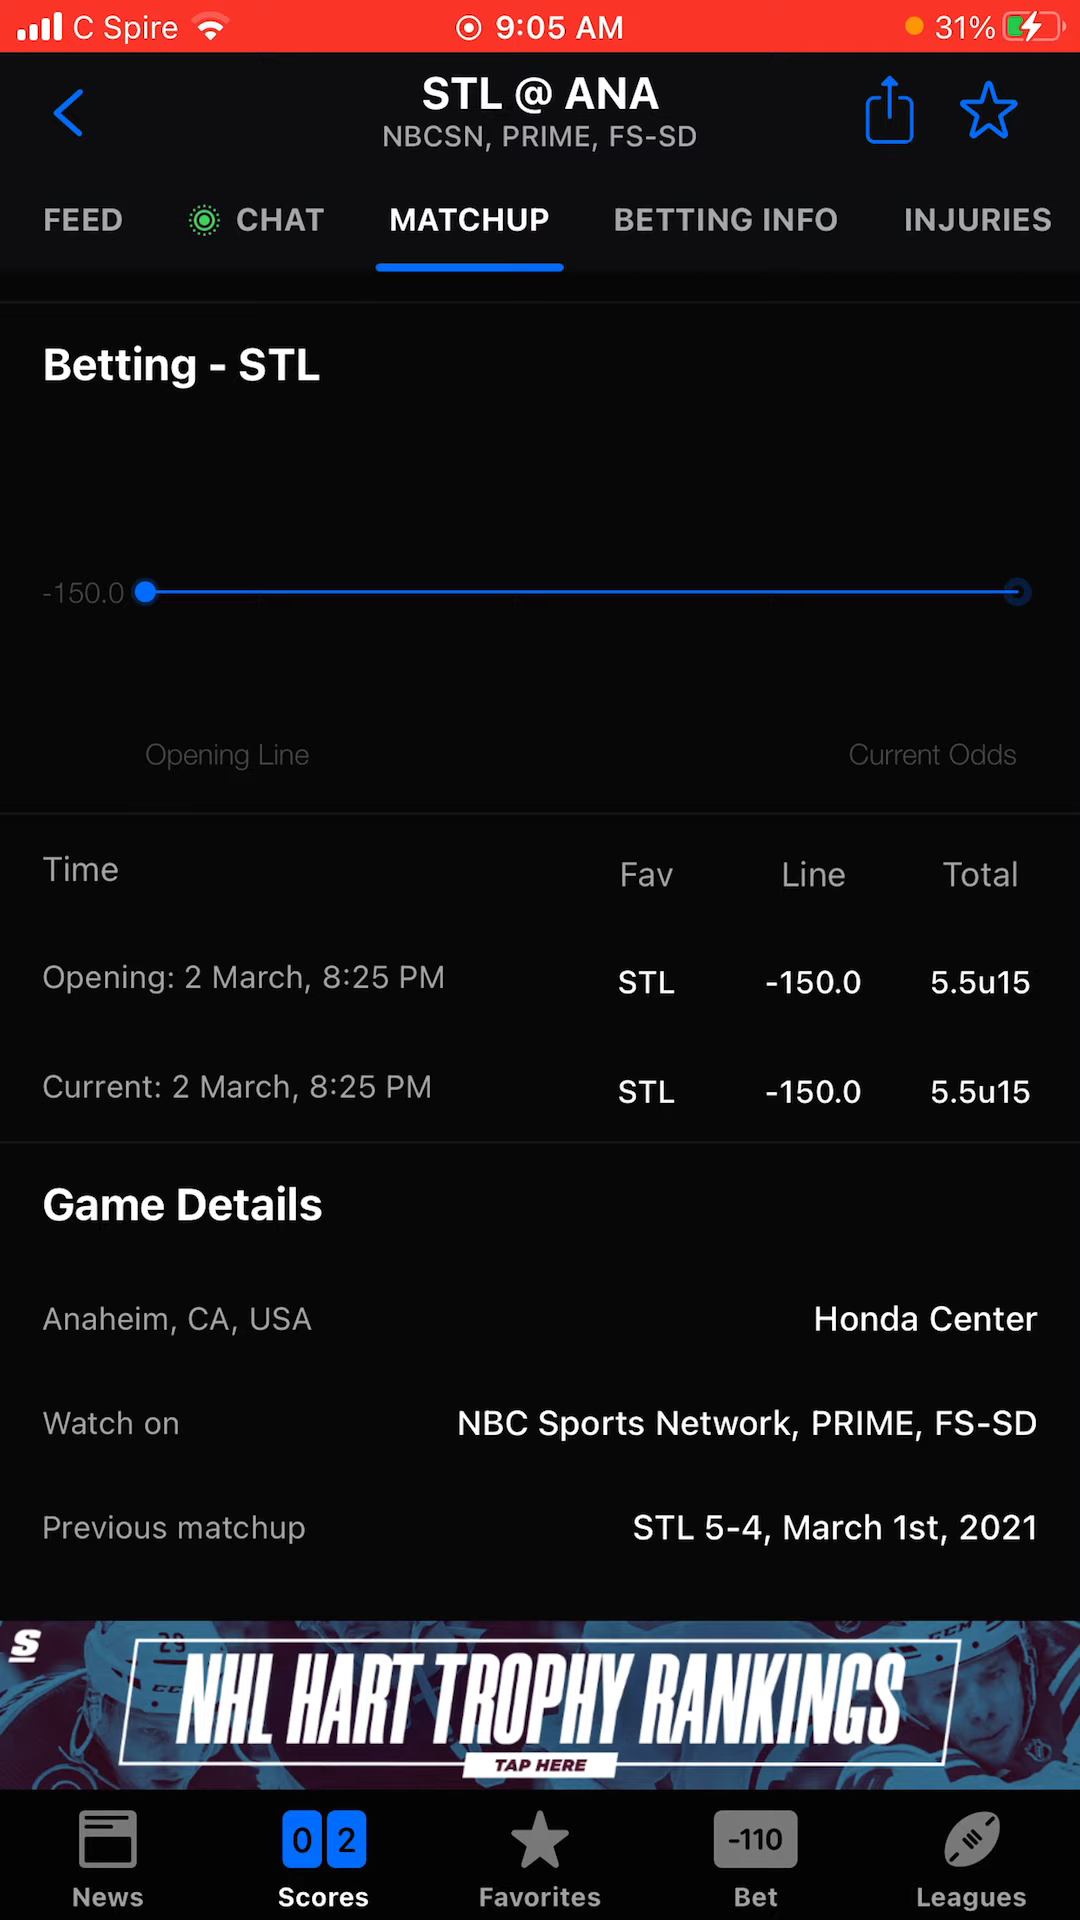 C Spire 9:05 AM 31%
STL @ ANA
NBCSN, PRIME, FS-SD
FEED CHAT MATCHUP BETTING INFO INJURIES
Betting - STL
-150.0
Opening Line Current Odds
Time Fav Line Total
Opening: 2 March, 8:25 PM STL -150.0 5.5u15
Current: 2 March, 8:25 PM STL -150.0 5.5u15
Game Details
Anaheim, CA, USA Honda Center
Watch on NBC Sports Network, PRIME, FS-SD
Previous matchup STL 5-4, March 1st, 2021
S
29
CCM
NHL HART TROPHY RANKINGS
TAP HERE
0 2 -110
News Scores Favorites Bet Leagues